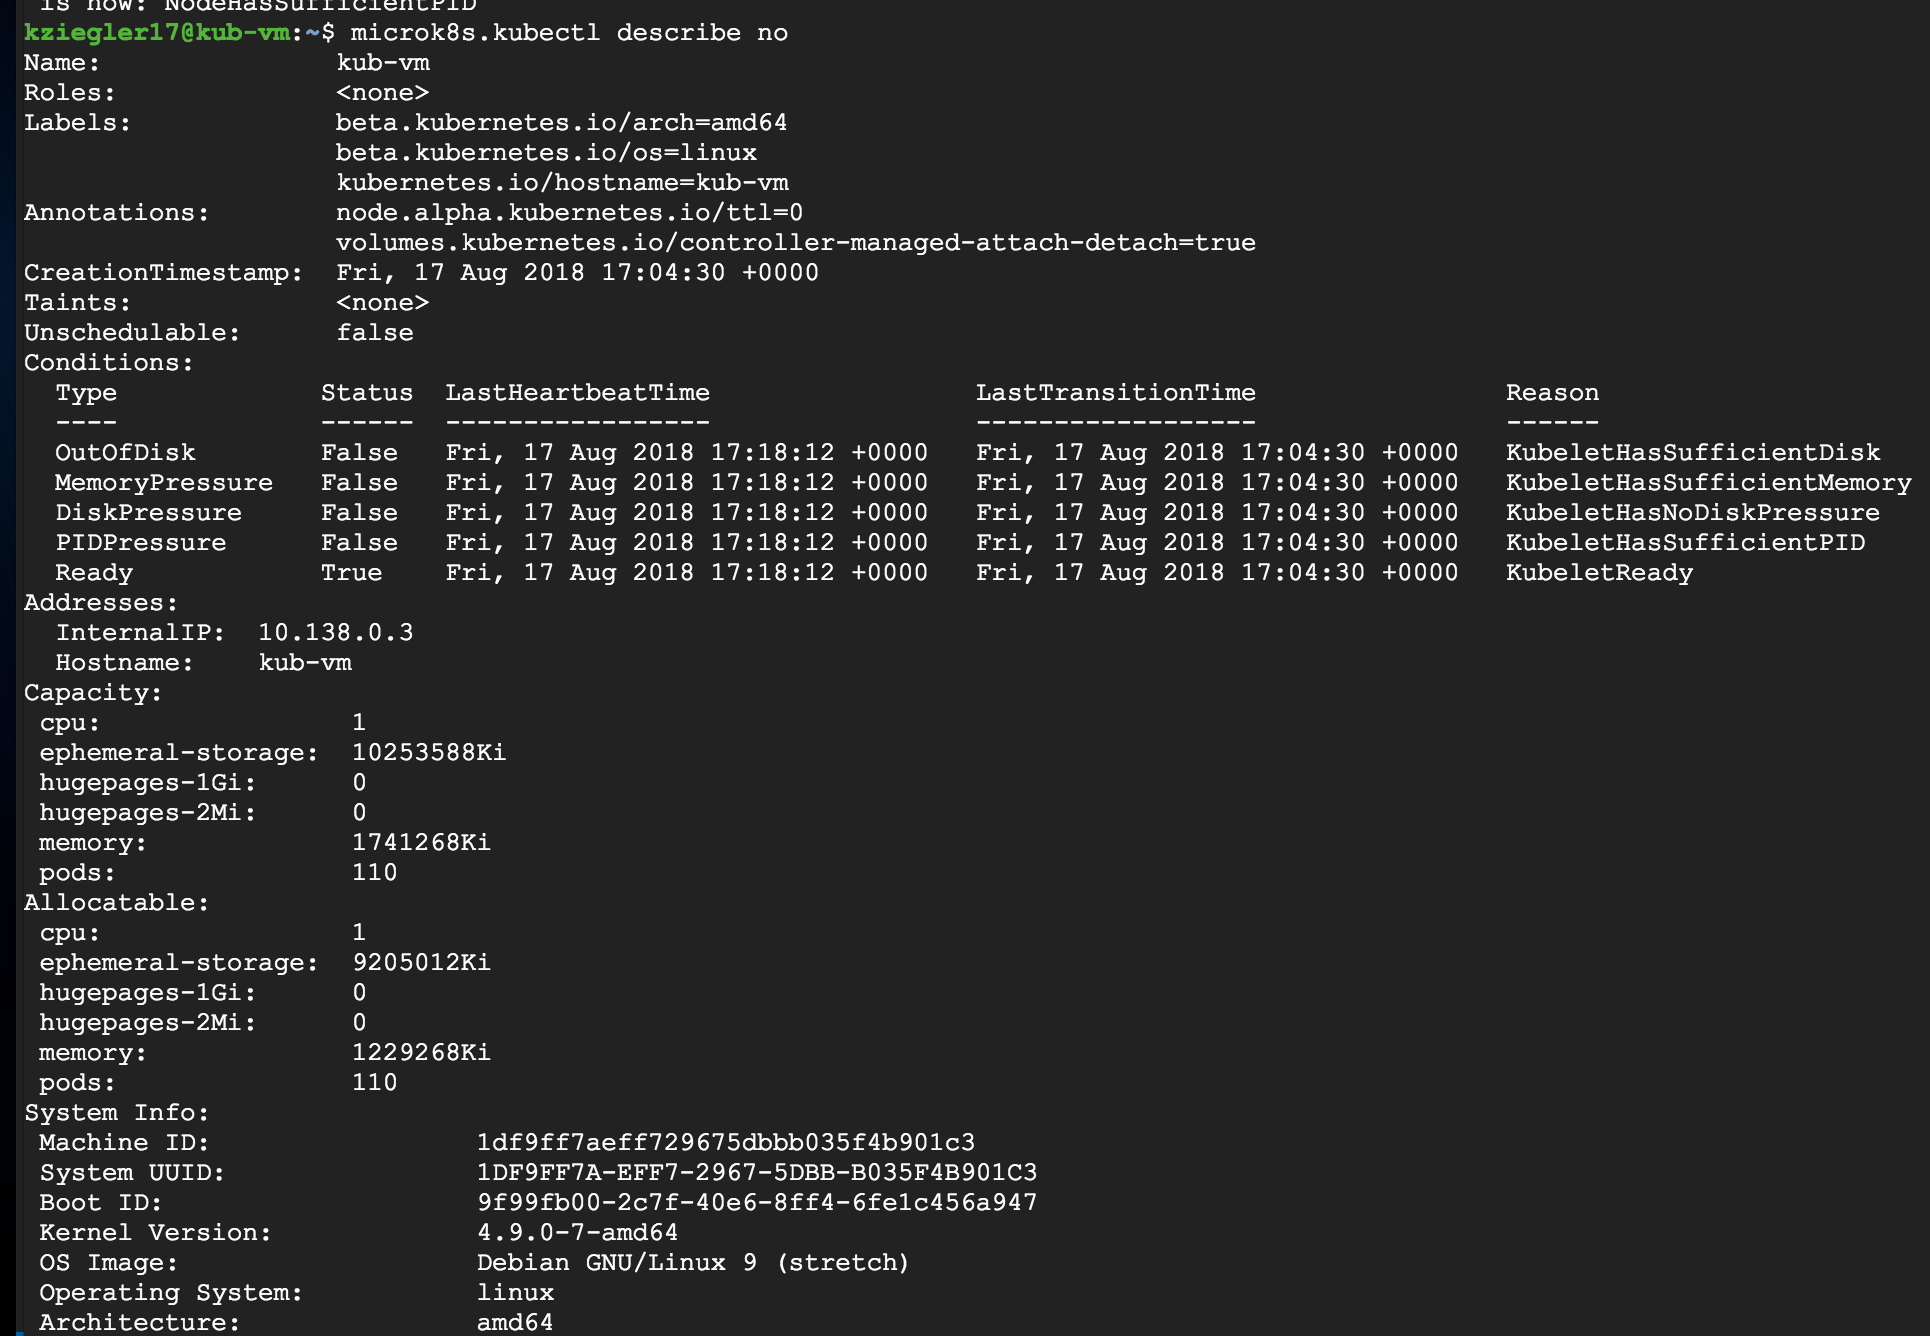 is now: NodeHasSufficientPID
kziegler17@kub-vm:~$ microk8s.kubectl describe no
Name:               kub-vm
Roles:              <none>
Labels:             beta.kubernetes.io/arch=amd64
                    beta.kubernetes.io/os=linux
                    kubernetes.io/hostname=kub-vm
Annotations:        node.alpha.kubernetes.io/ttl=0
                    volumes.kubernetes.io/controller-managed-attach-detach=true
CreationTimestamp:  Fri, 17 Aug 2018 17:04:30 +0000
Taints:             <none>
Unschedulable:      false
Conditions:
  Type             Status  LastHeartbeatTime                 LastTransitionTime                Reason
  ----             ------  -----------------                 ------------------                ------
  OutOfDisk        False   Fri, 17 Aug 2018 17:18:12 +0000   Fri, 17 Aug 2018 17:04:30 +0000   KubeletHasSufficientDisk
  MemoryPressure   False   Fri, 17 Aug 2018 17:18:12 +0000   Fri, 17 Aug 2018 17:04:30 +0000   KubeletHasSufficientMemory
  DiskPressure     False   Fri, 17 Aug 2018 17:18:12 +0000   Fri, 17 Aug 2018 17:04:30 +0000   KubeletHasNoDiskPressure
  PIDPressure      False   Fri, 17 Aug 2018 17:18:12 +0000   Fri, 17 Aug 2018 17:04:30 +0000   KubeletHasSufficientPID
  Ready            True    Fri, 17 Aug 2018 17:18:12 +0000   Fri, 17 Aug 2018 17:04:30 +0000   KubeletReady
Addresses:
  InternalIP:  10.138.0.3
  Hostname:    kub-vm
Capacity:
 cpu:                1
 ephemeral-storage:  10253588Ki
 hugepages-1Gi:      0
 hugepages-2Mi:      0
 memory:             1741268Ki
 pods:               110
Allocatable:
 cpu:                1
 ephemeral-storage:  9205012Ki
 hugepages-1Gi:      0
 hugepages-2Mi:      0
 memory:             1229268Ki
 pods:               110
System Info:
 Machine ID:                 1df9ff7aeff729675dbbb035f4b901c3
 System UUID:                1DF9FF7A-EFF7-2967-5DBB-B035F4B901C3
 Boot ID:                    9f99fb00-2c7f-40e6-8ff4-6fe1c456a947
 Kernel Version:             4.9.0-7-amd64
 OS Image:                   Debian GNU/Linux 9 (stretch)
 Operating System:           linux
 Architecture:               amd64